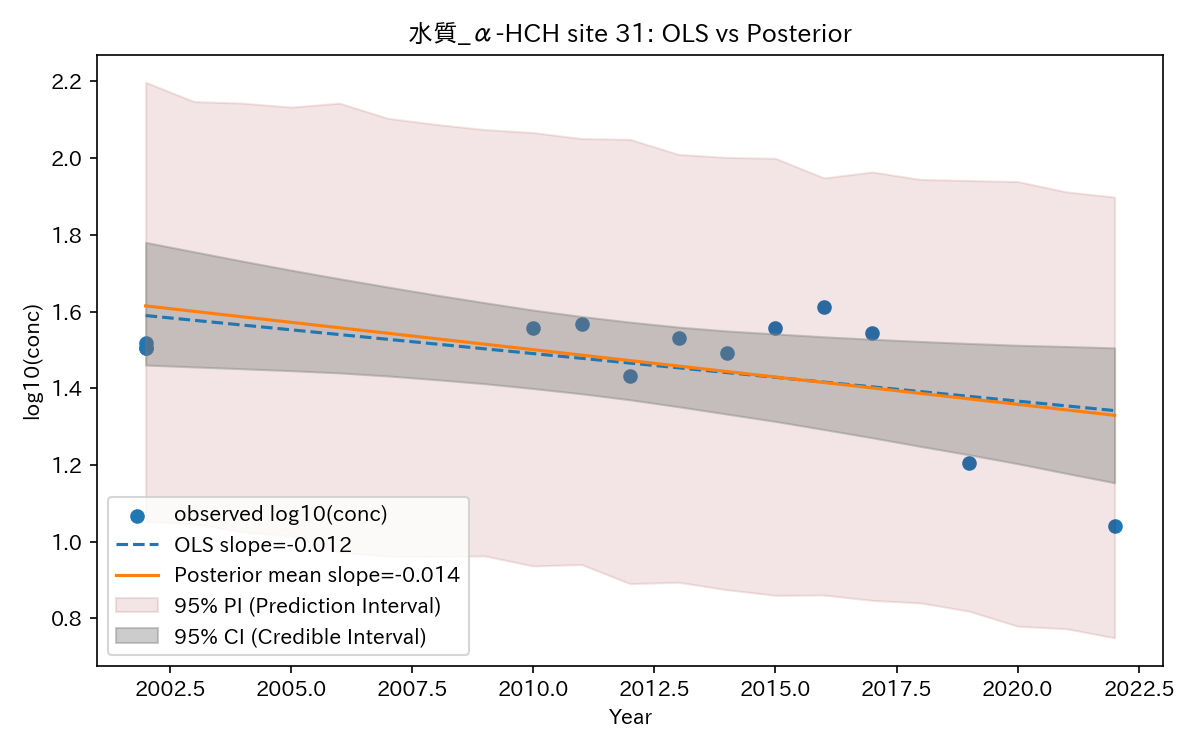 水質_α-HCH site 31: OLS vs Posterior
log10(conc)
2.2
2.0
1.8
1.6
1.4
1.2
1.0
0.8
observed log10(conc)
OLS slope=-0.012
Posterior mean slope=-0.014
95% PI (Prediction Interval)
95% CI (Credible Interval)
2002.5 2005.0 2007.5 2010.0 2012.5 2015.0 2017.5 2020.0 2022.5
Year